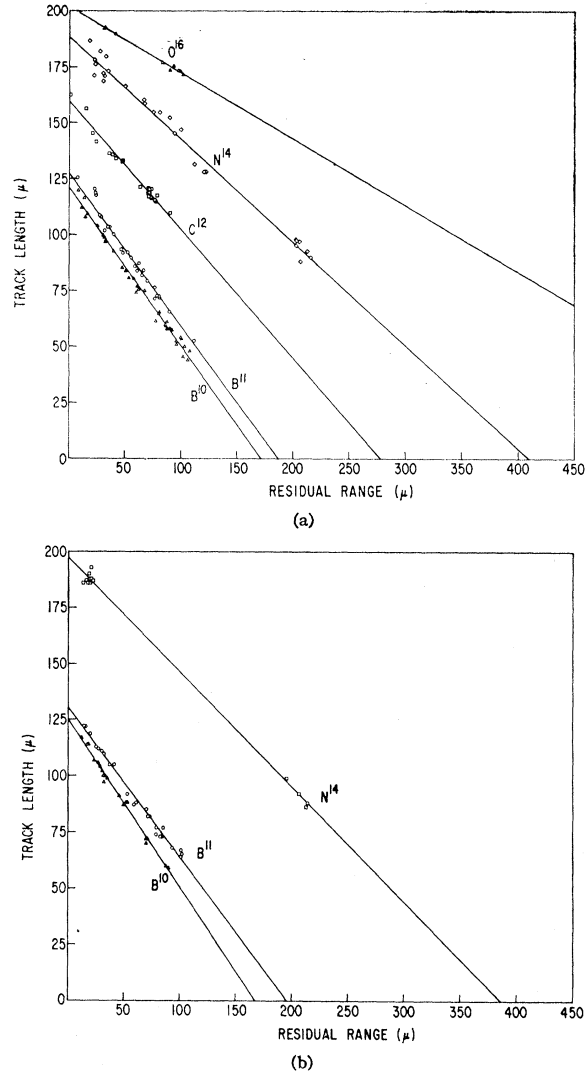 200
175
150
125
100
75
50
25
0
TRACK LENGTH (μ)
O¹⁶
N¹⁴
C¹²
B¹¹
B¹⁰
50 100 150 200 250 300 350 400 450
RESIDUAL RANGE (μ)
(a)
200
175
150
125
100
75
50
25
0
TRACK LENGTH (μ)
N¹⁴
B¹¹
B¹⁰
50 100 150 200 250 300 350 400 450
RESIDUAL RANGE (μ)
(b)